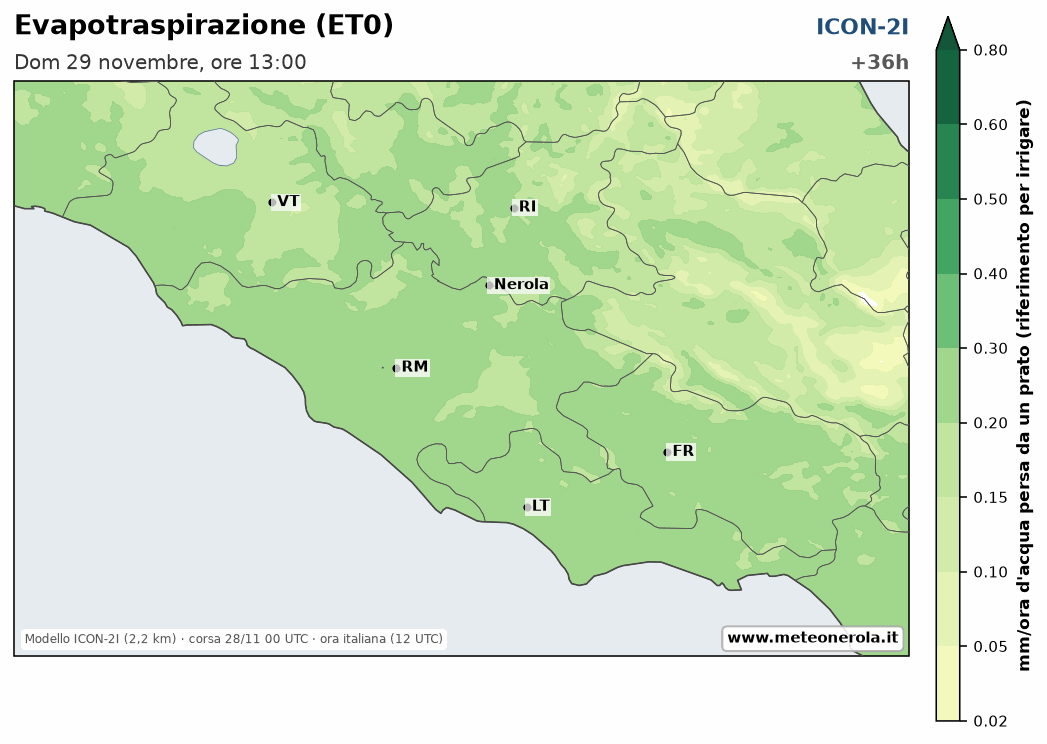 Evapotraspirazione (ET0)
ICON-2I
Dom 29 novembre, ore 13:00
+36h
VT
RI
Nerola
RM
FR
LT
Modello ICON-2I (2,2 km) · corsa 28/11 00 UTC · ora italiana (12 UTC)
www.meteonerola.it
0.80
0.60
0.50
0.40
0.30
0.20
0.15
0.10
0.05
0.02
mm/ora d'acqua persa da un prato (riferimento per irrigare)